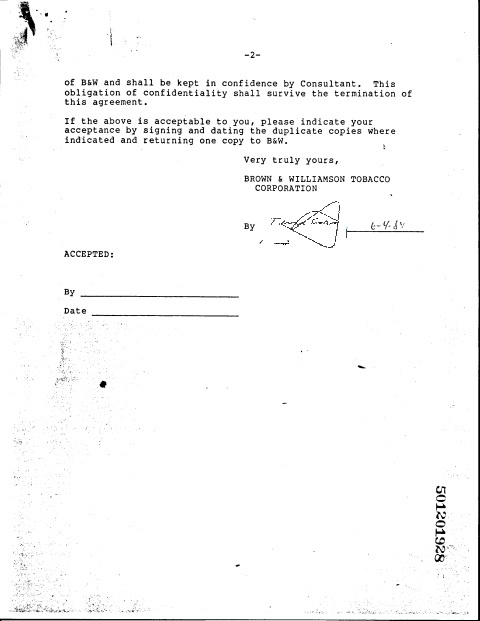 -2-
of B&W and shall be kept in confidence by Consultant. This
obligation of confidentiality shall survive the termination of
this agreement.
If the above is acceptable to you, please indicate your
acceptance by signing and dating the duplicate copies where
indicated and returning one copy to B&W.
Very truly yours,
BROWN & WILLIAMSON TOBACCO
CORPORATION
By 6-4-84
ACCEPTED:
By
Date
501201928